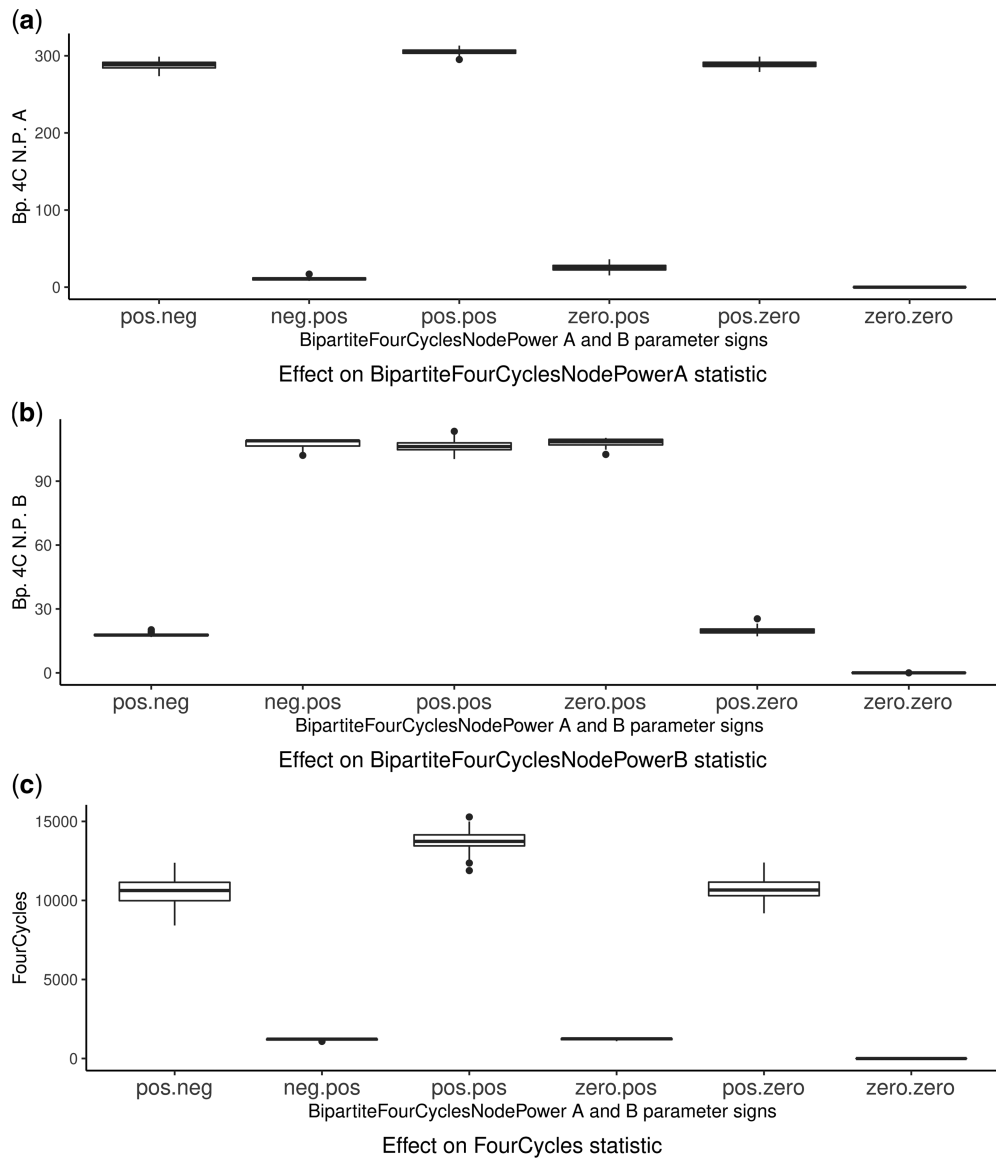 (a)
Bp. 4C N.P. A
300
200
100
0
pos.neg neg.pos pos.pos zero.pos pos.zero zero.zero
BipartiteFourCyclesNodePower A and B parameter signs
Effect on BipartiteFourCyclesNodePowerA statistic
(b)
Bp. 4C N.P. B
90
60
30
0
pos.neg neg.pos pos.pos zero.pos pos.zero zero.zero
BipartiteFourCyclesNodePower A and B parameter signs
Effect on BipartiteFourCyclesNodePowerB statistic
(c)
FourCycles
15000
10000
5000
0
pos.neg neg.pos pos.pos zero.pos pos.zero zero.zero
BipartiteFourCyclesNodePower A and B parameter signs
Effect on FourCycles statistic